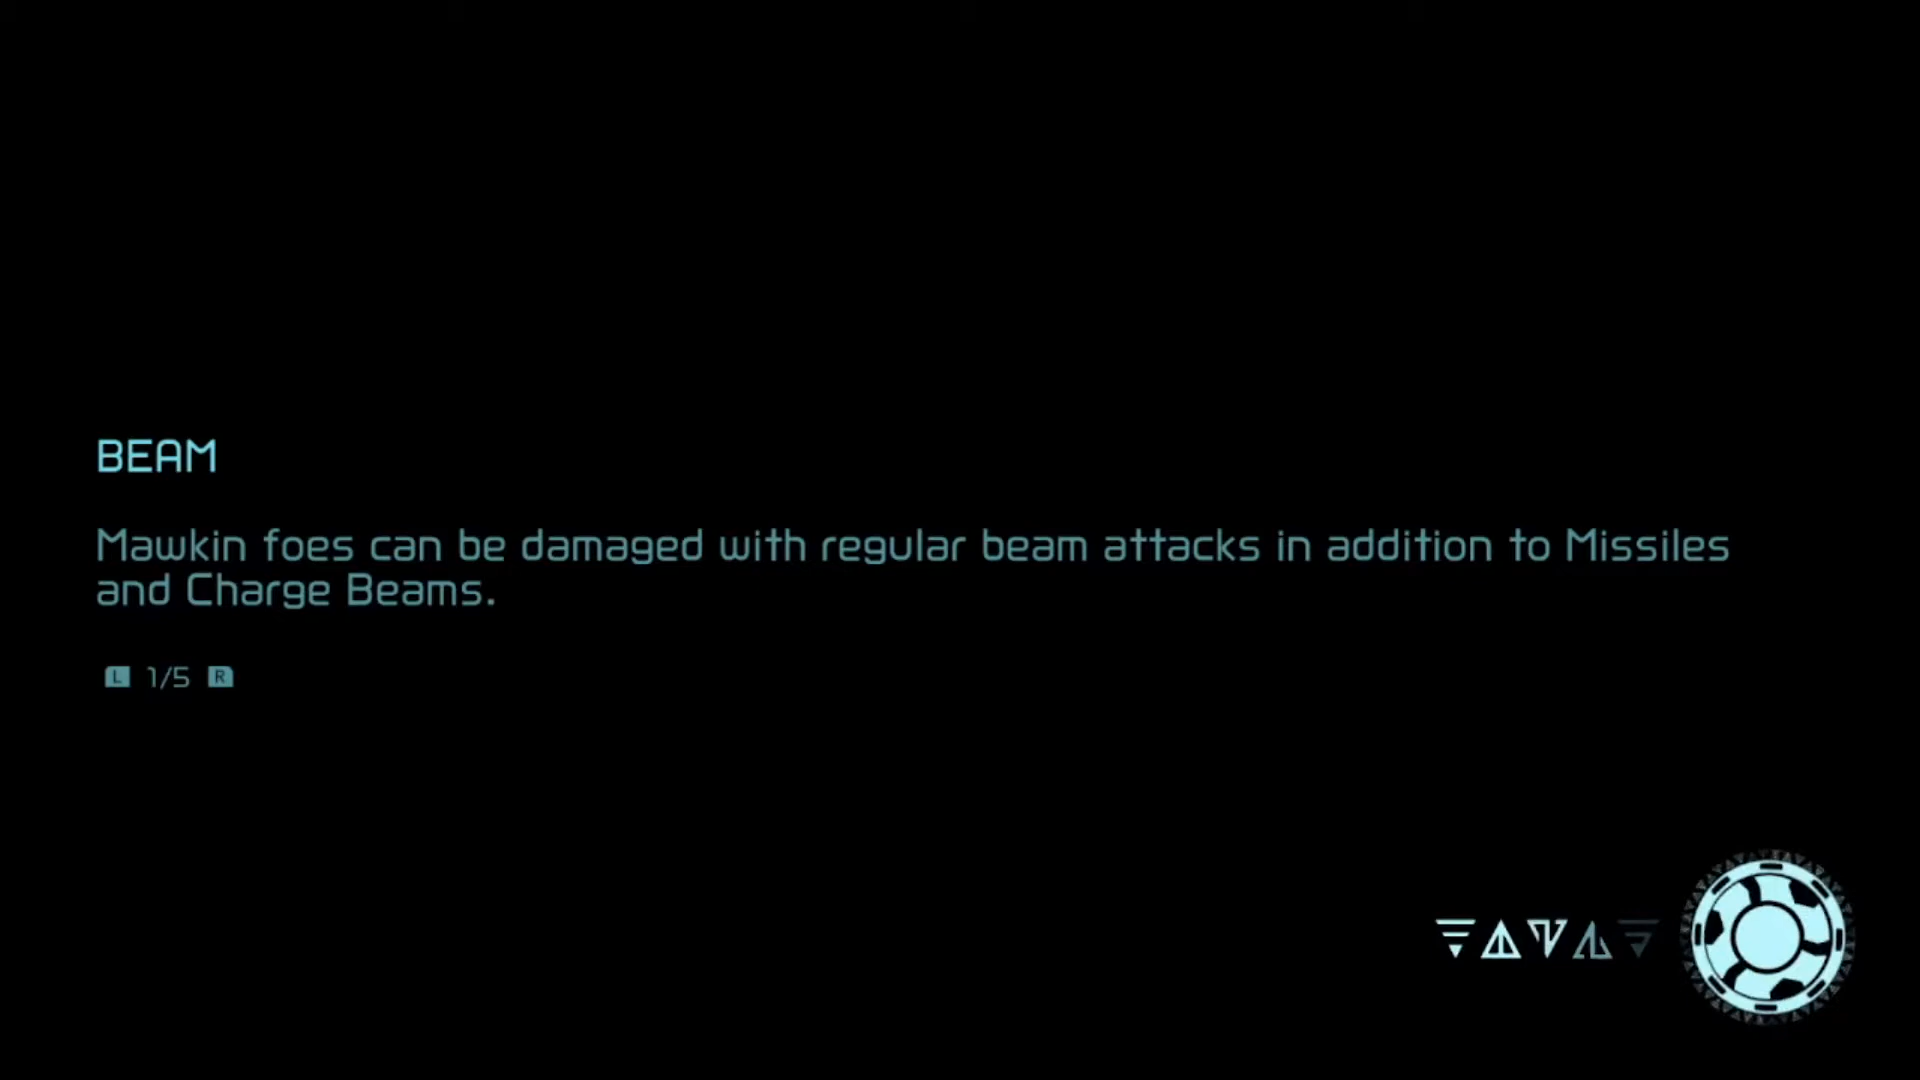 BEAM
Mawkin foes can be damaged with regular beam attacks in addition to Missiles
and Charge Beams.
L 1/5 R